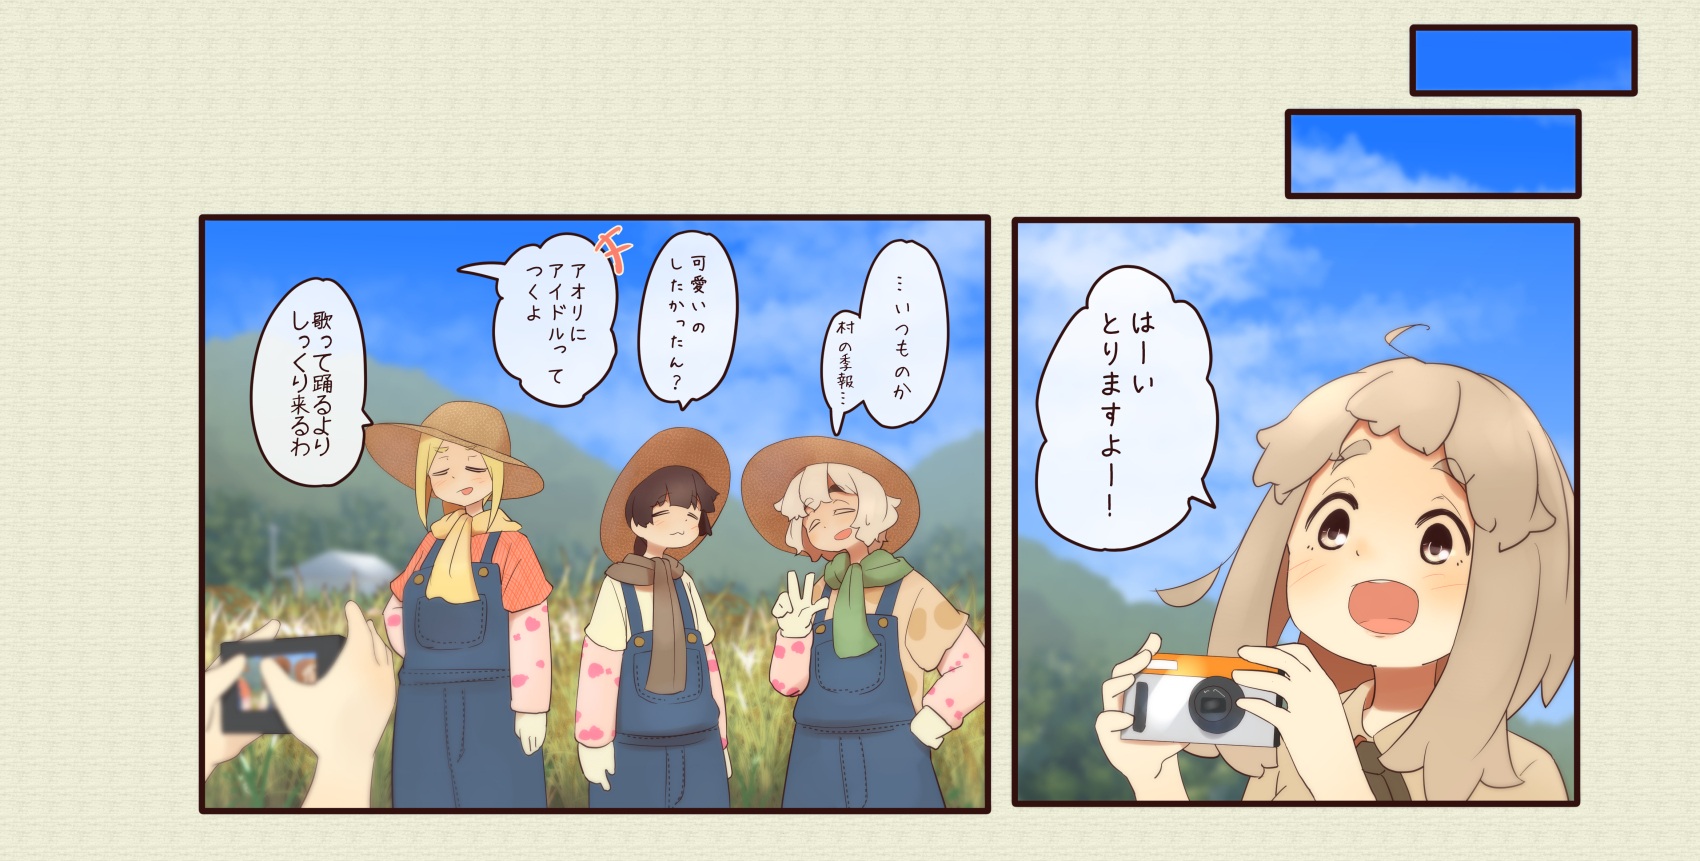 はーい
とりますよー！
…いつものか
村の季報…
可愛いの
したかったん？
アオリに
アイドルって
つくよ
歌って踊るより
しっくり来るわ